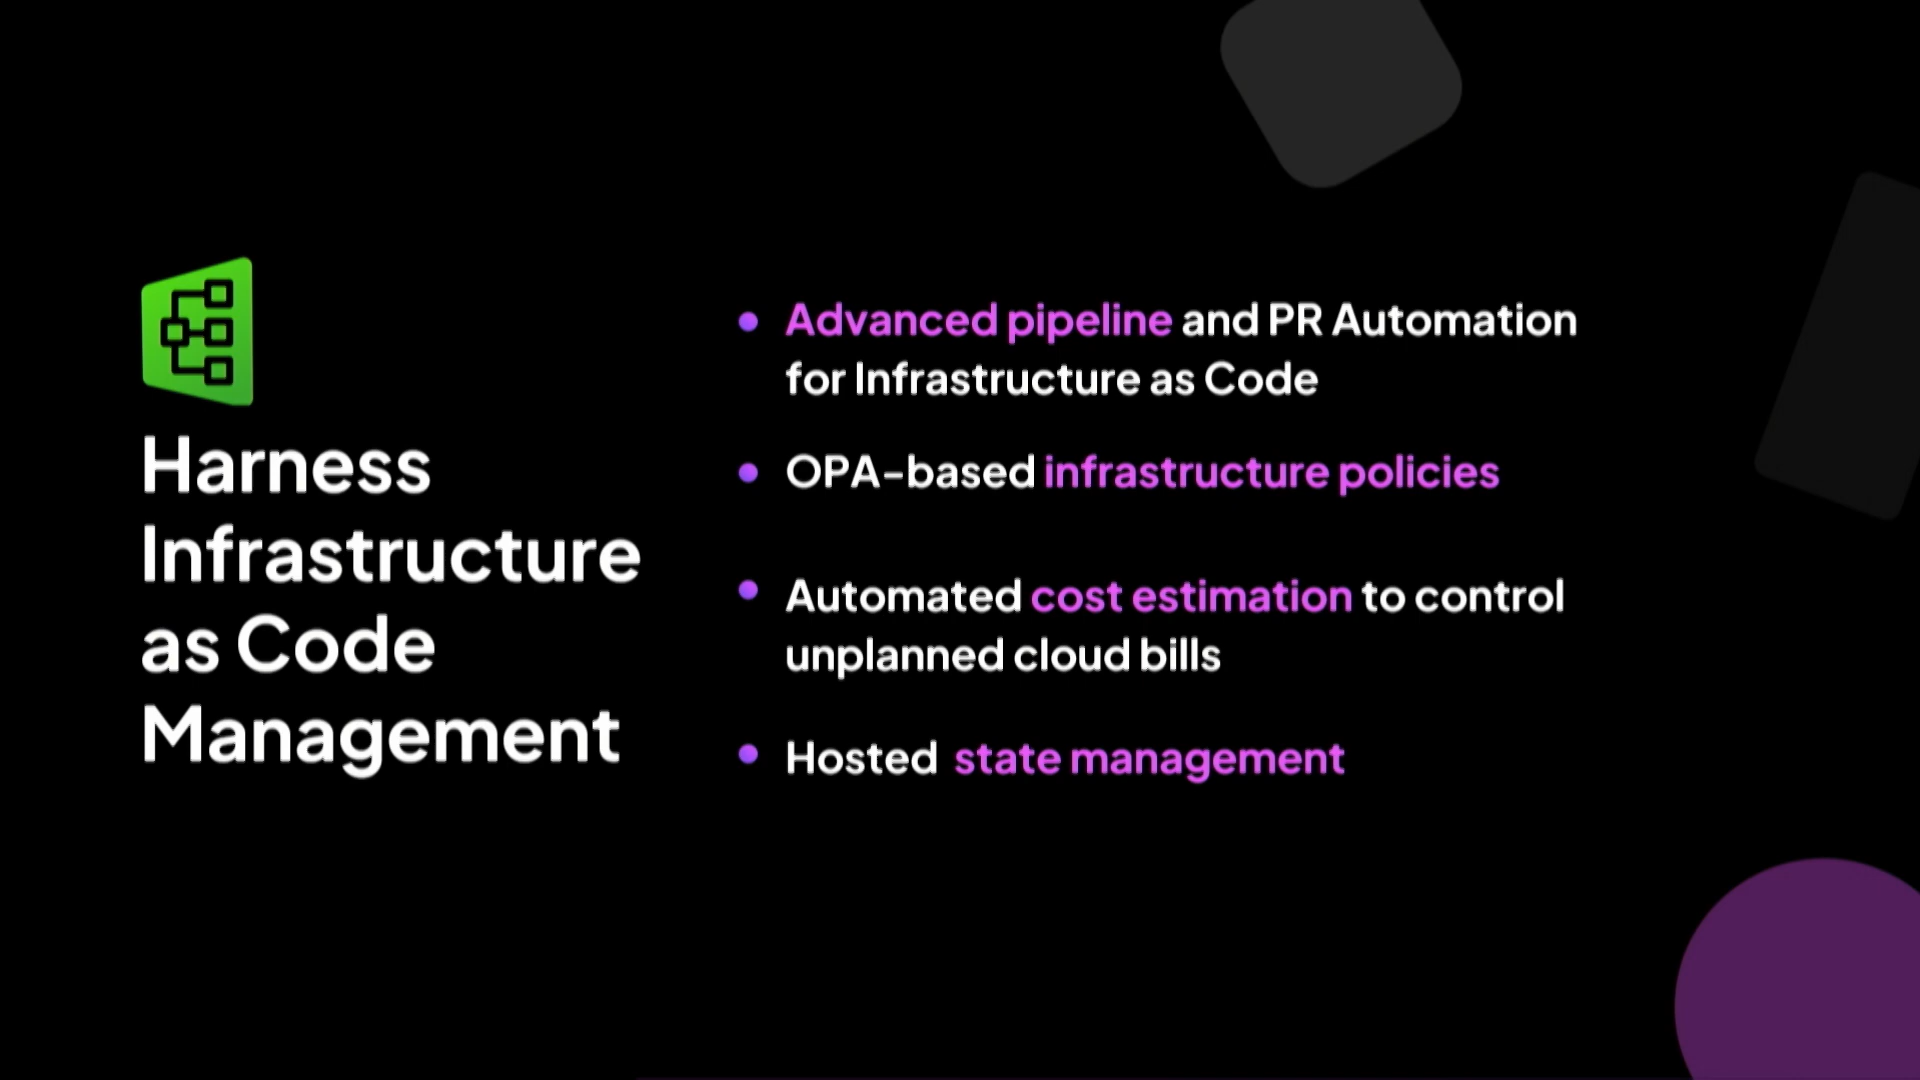 Harness
Infrastructure
as Code
Management
Advanced pipeline and PR Automation
for Infrastructure as Code
OPA-based infrastructure policies
Automated cost estimation to control
unplanned cloud bills
Hosted state management